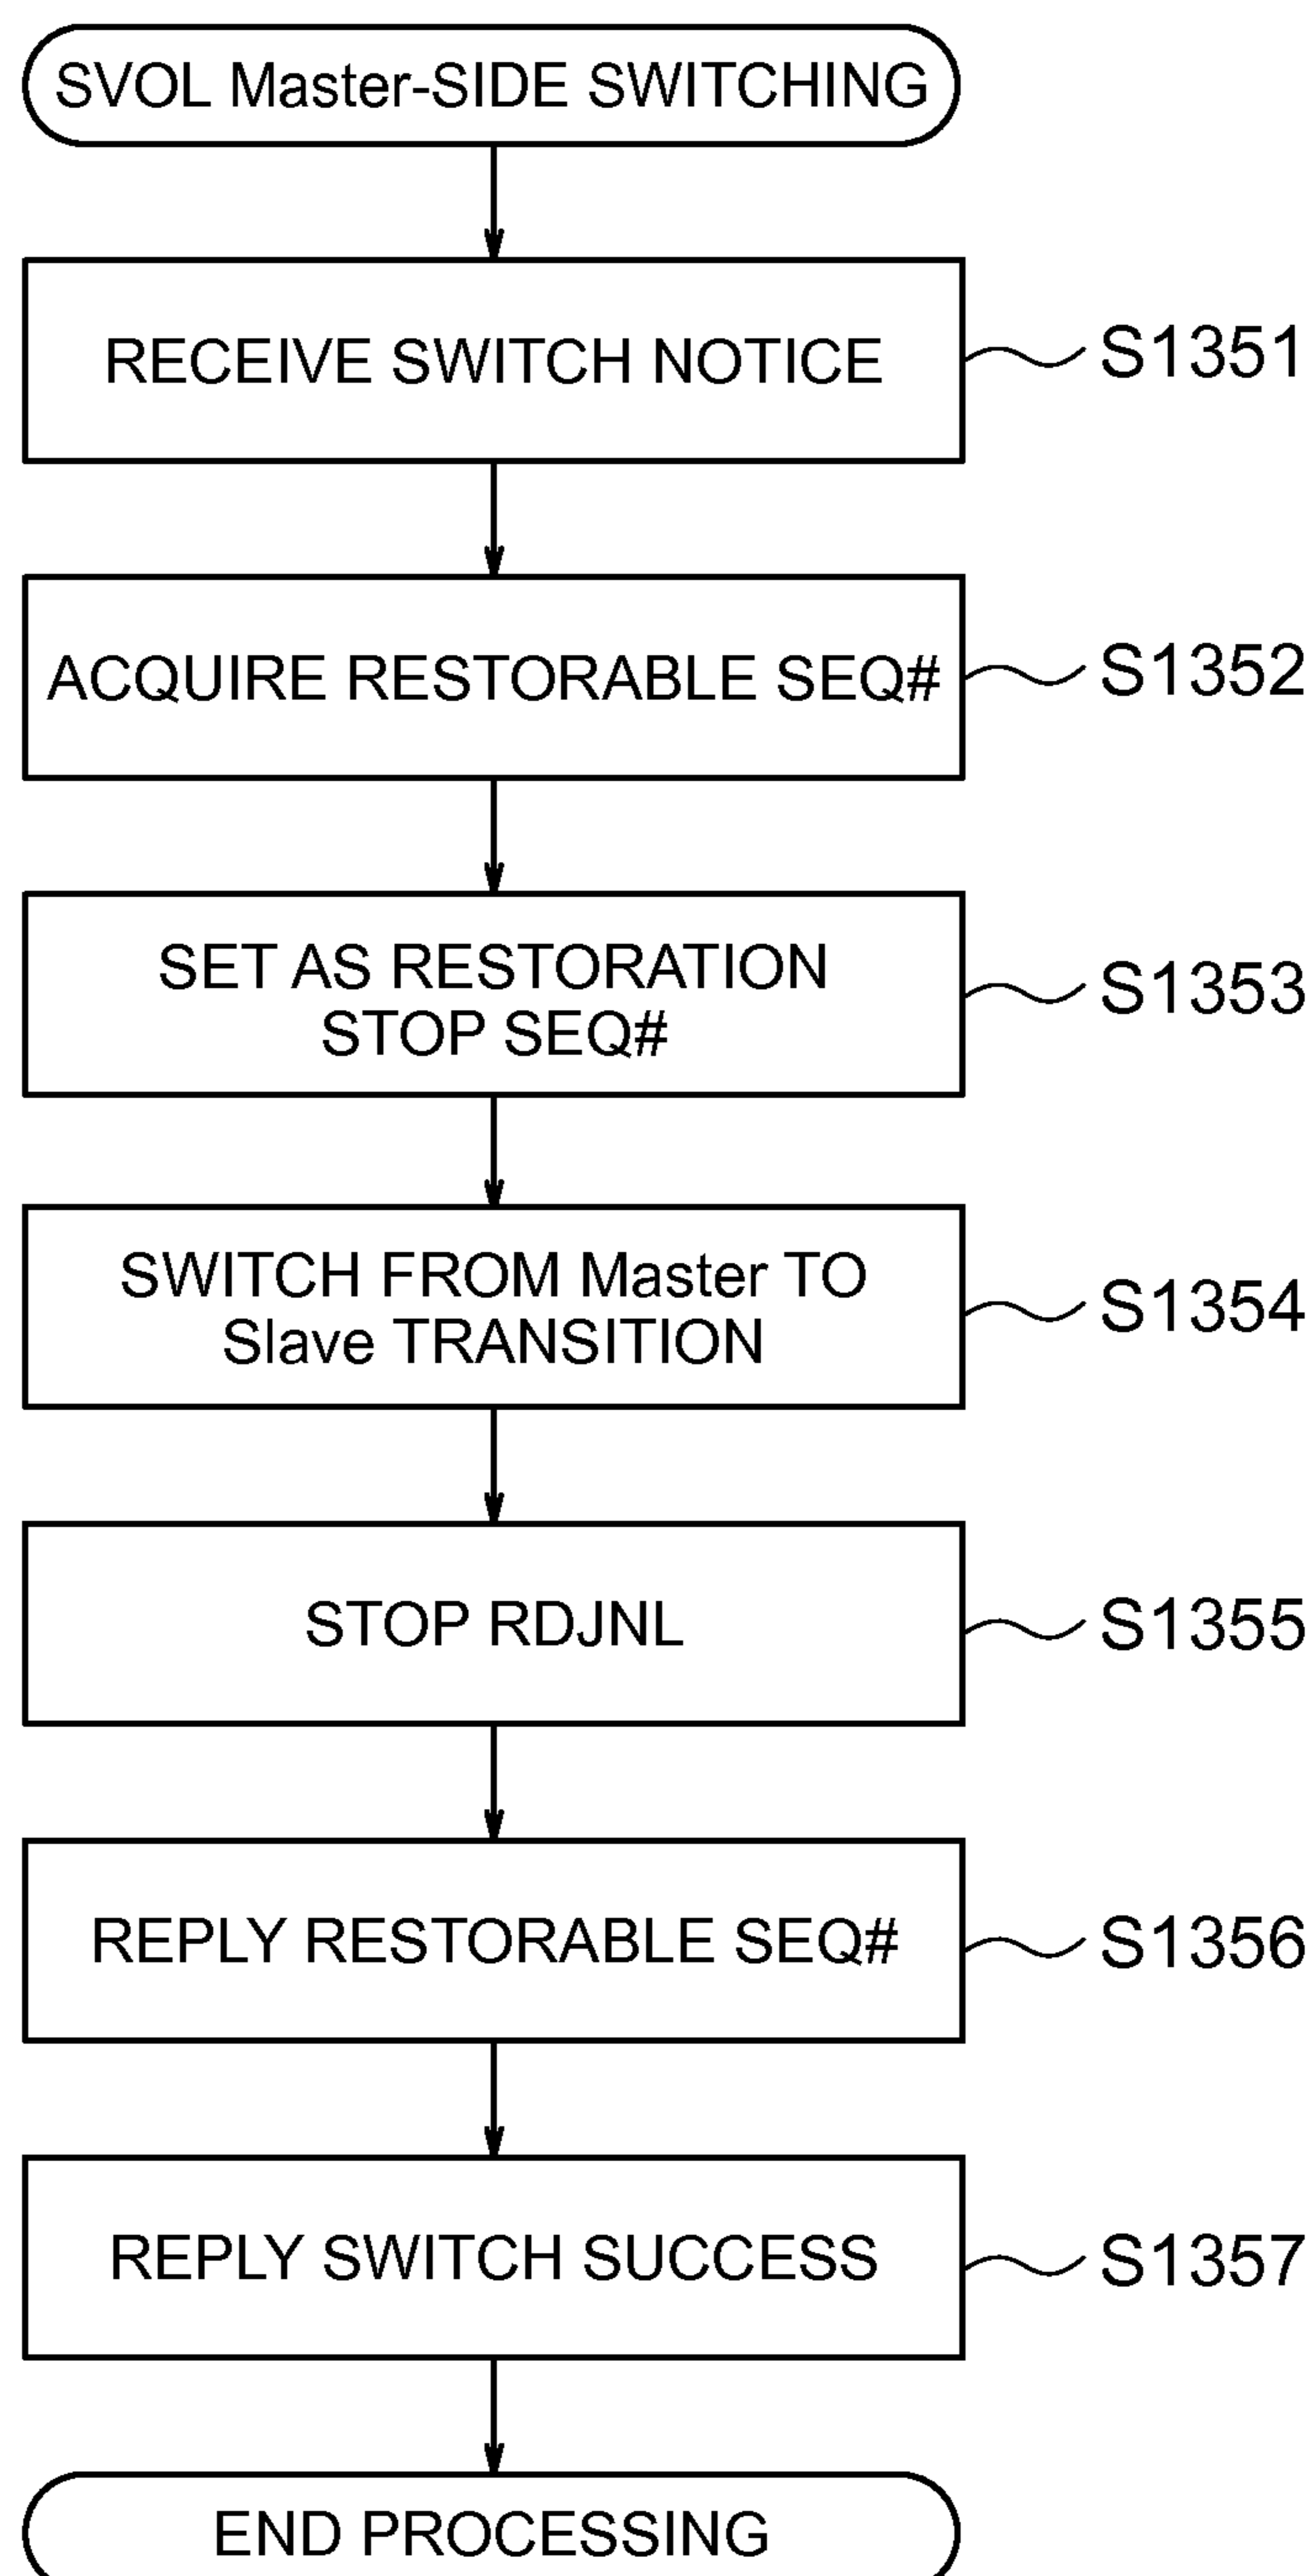 SVOL Master-SIDE SWITCHING
RECEIVE SWITCH NOTICE
S1351
ACQUIRE RESTORABLE SEQ#
S1352
SET AS RESTORATION
STOP SEQ#
S1353
SWITCH FROM Master TO
Slave TRANSITION
S1354
STOP RDJNL
S1355
REPLY RESTORABLE SEQ#
S1356
REPLY SWITCH SUCCESS
S1357
END PROCESSING